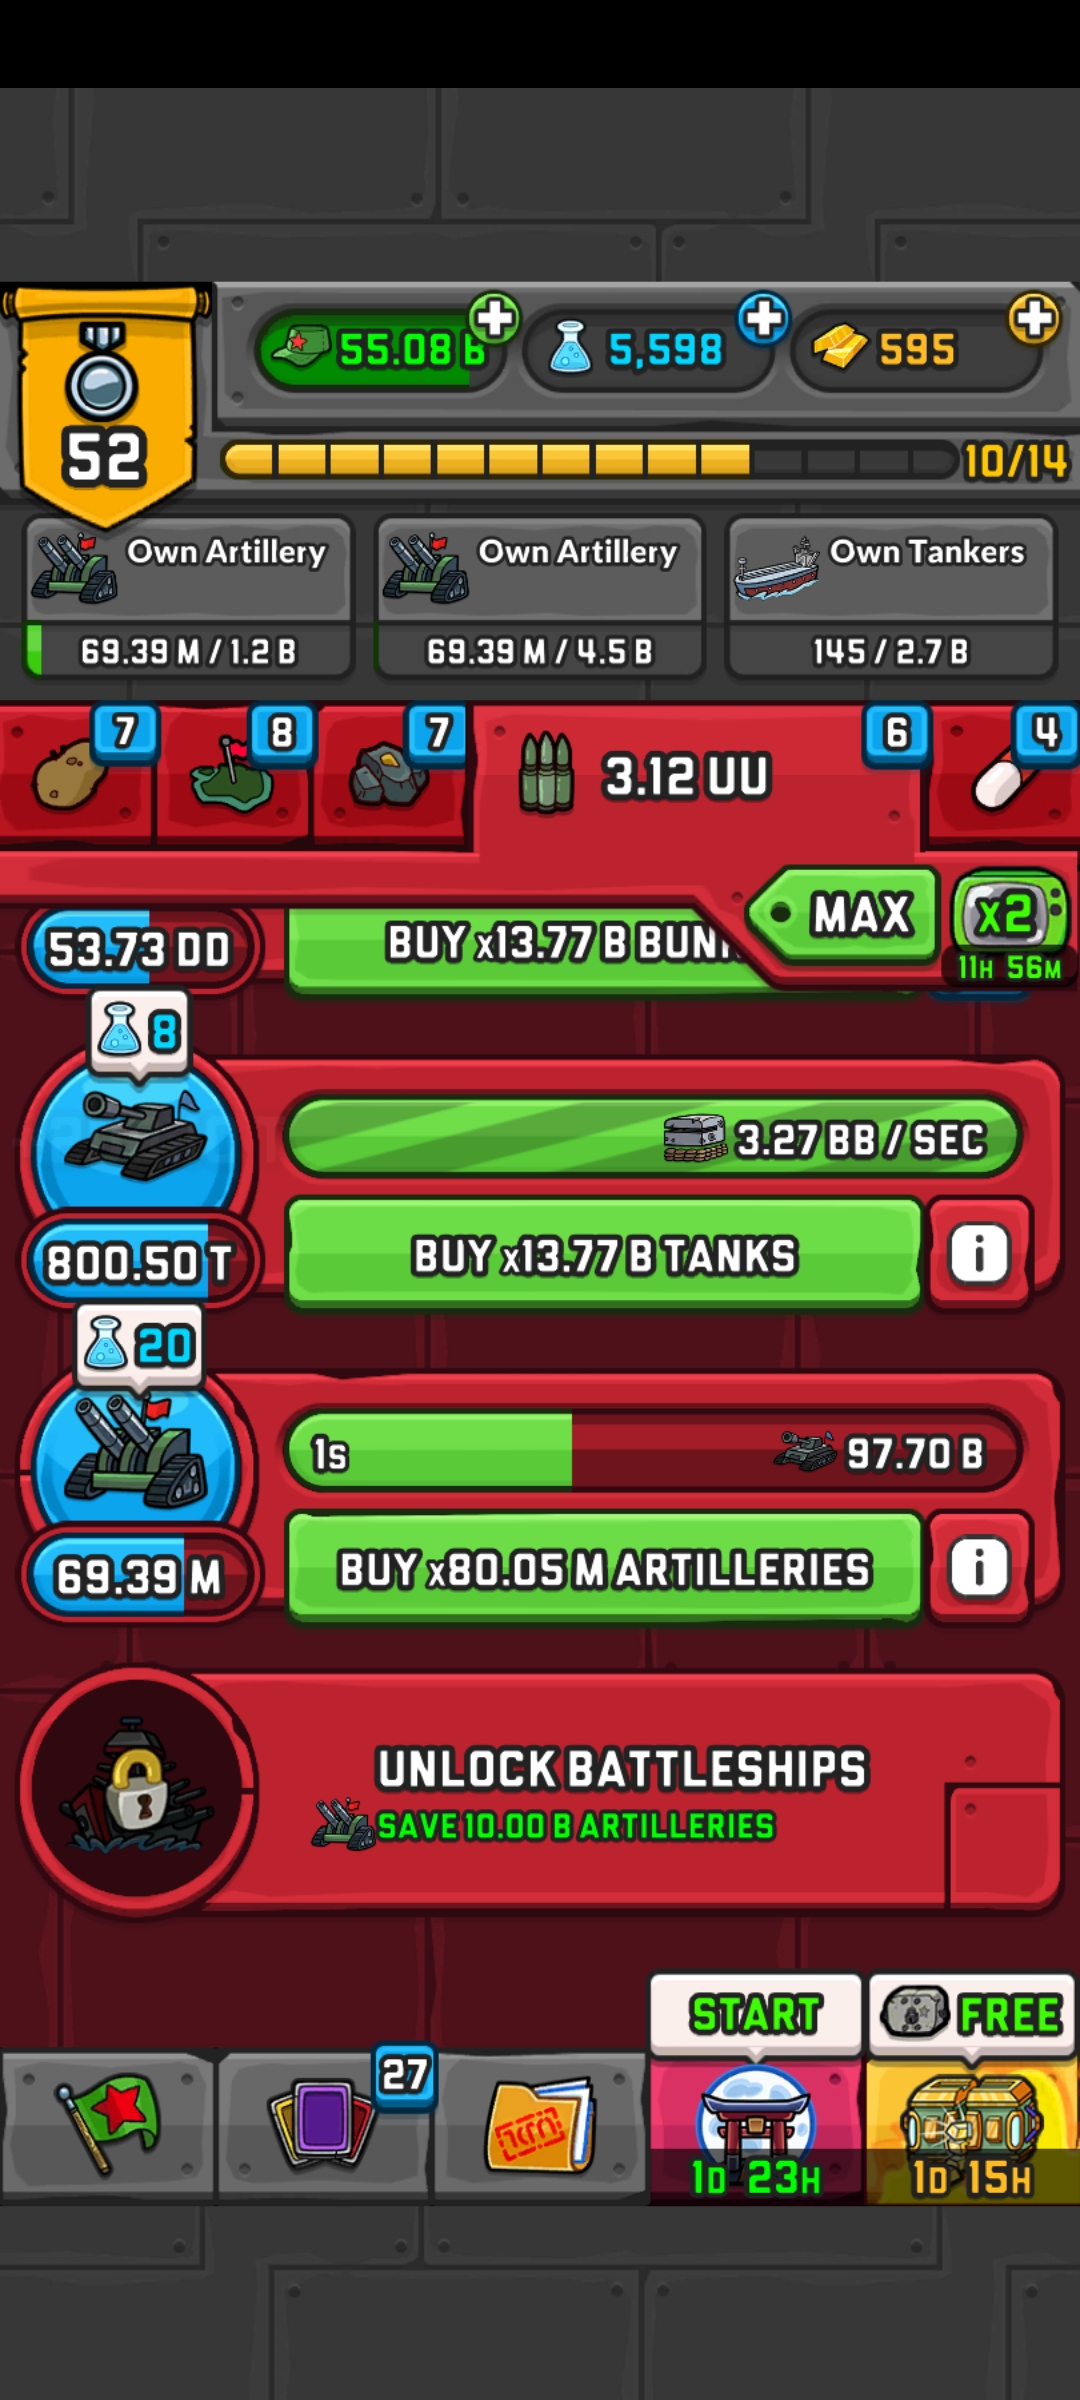 55.08 B
5,598
595
52
10/14
Own Artillery
69.39 M / 1.2 B
Own Artillery
69.39 M / 4.5 B
Own Tankers
145 / 2.7 B
7
8
7
3.12 UU
6
4
MAX
x2
11H 56M
53.73 DD
BUY x13.77 B
8
3.27 BB / SEC
800.50 T
BUY x13.77 B TANKS
i
20
1s
97.70 B
69.39 M
BUY x80.05 M ARTILLERIES
i
UNLOCK BATTLESHIPS
SAVE 10.00 B ARTILLERIES
START
FREE
27
1D 23H
1D 15H